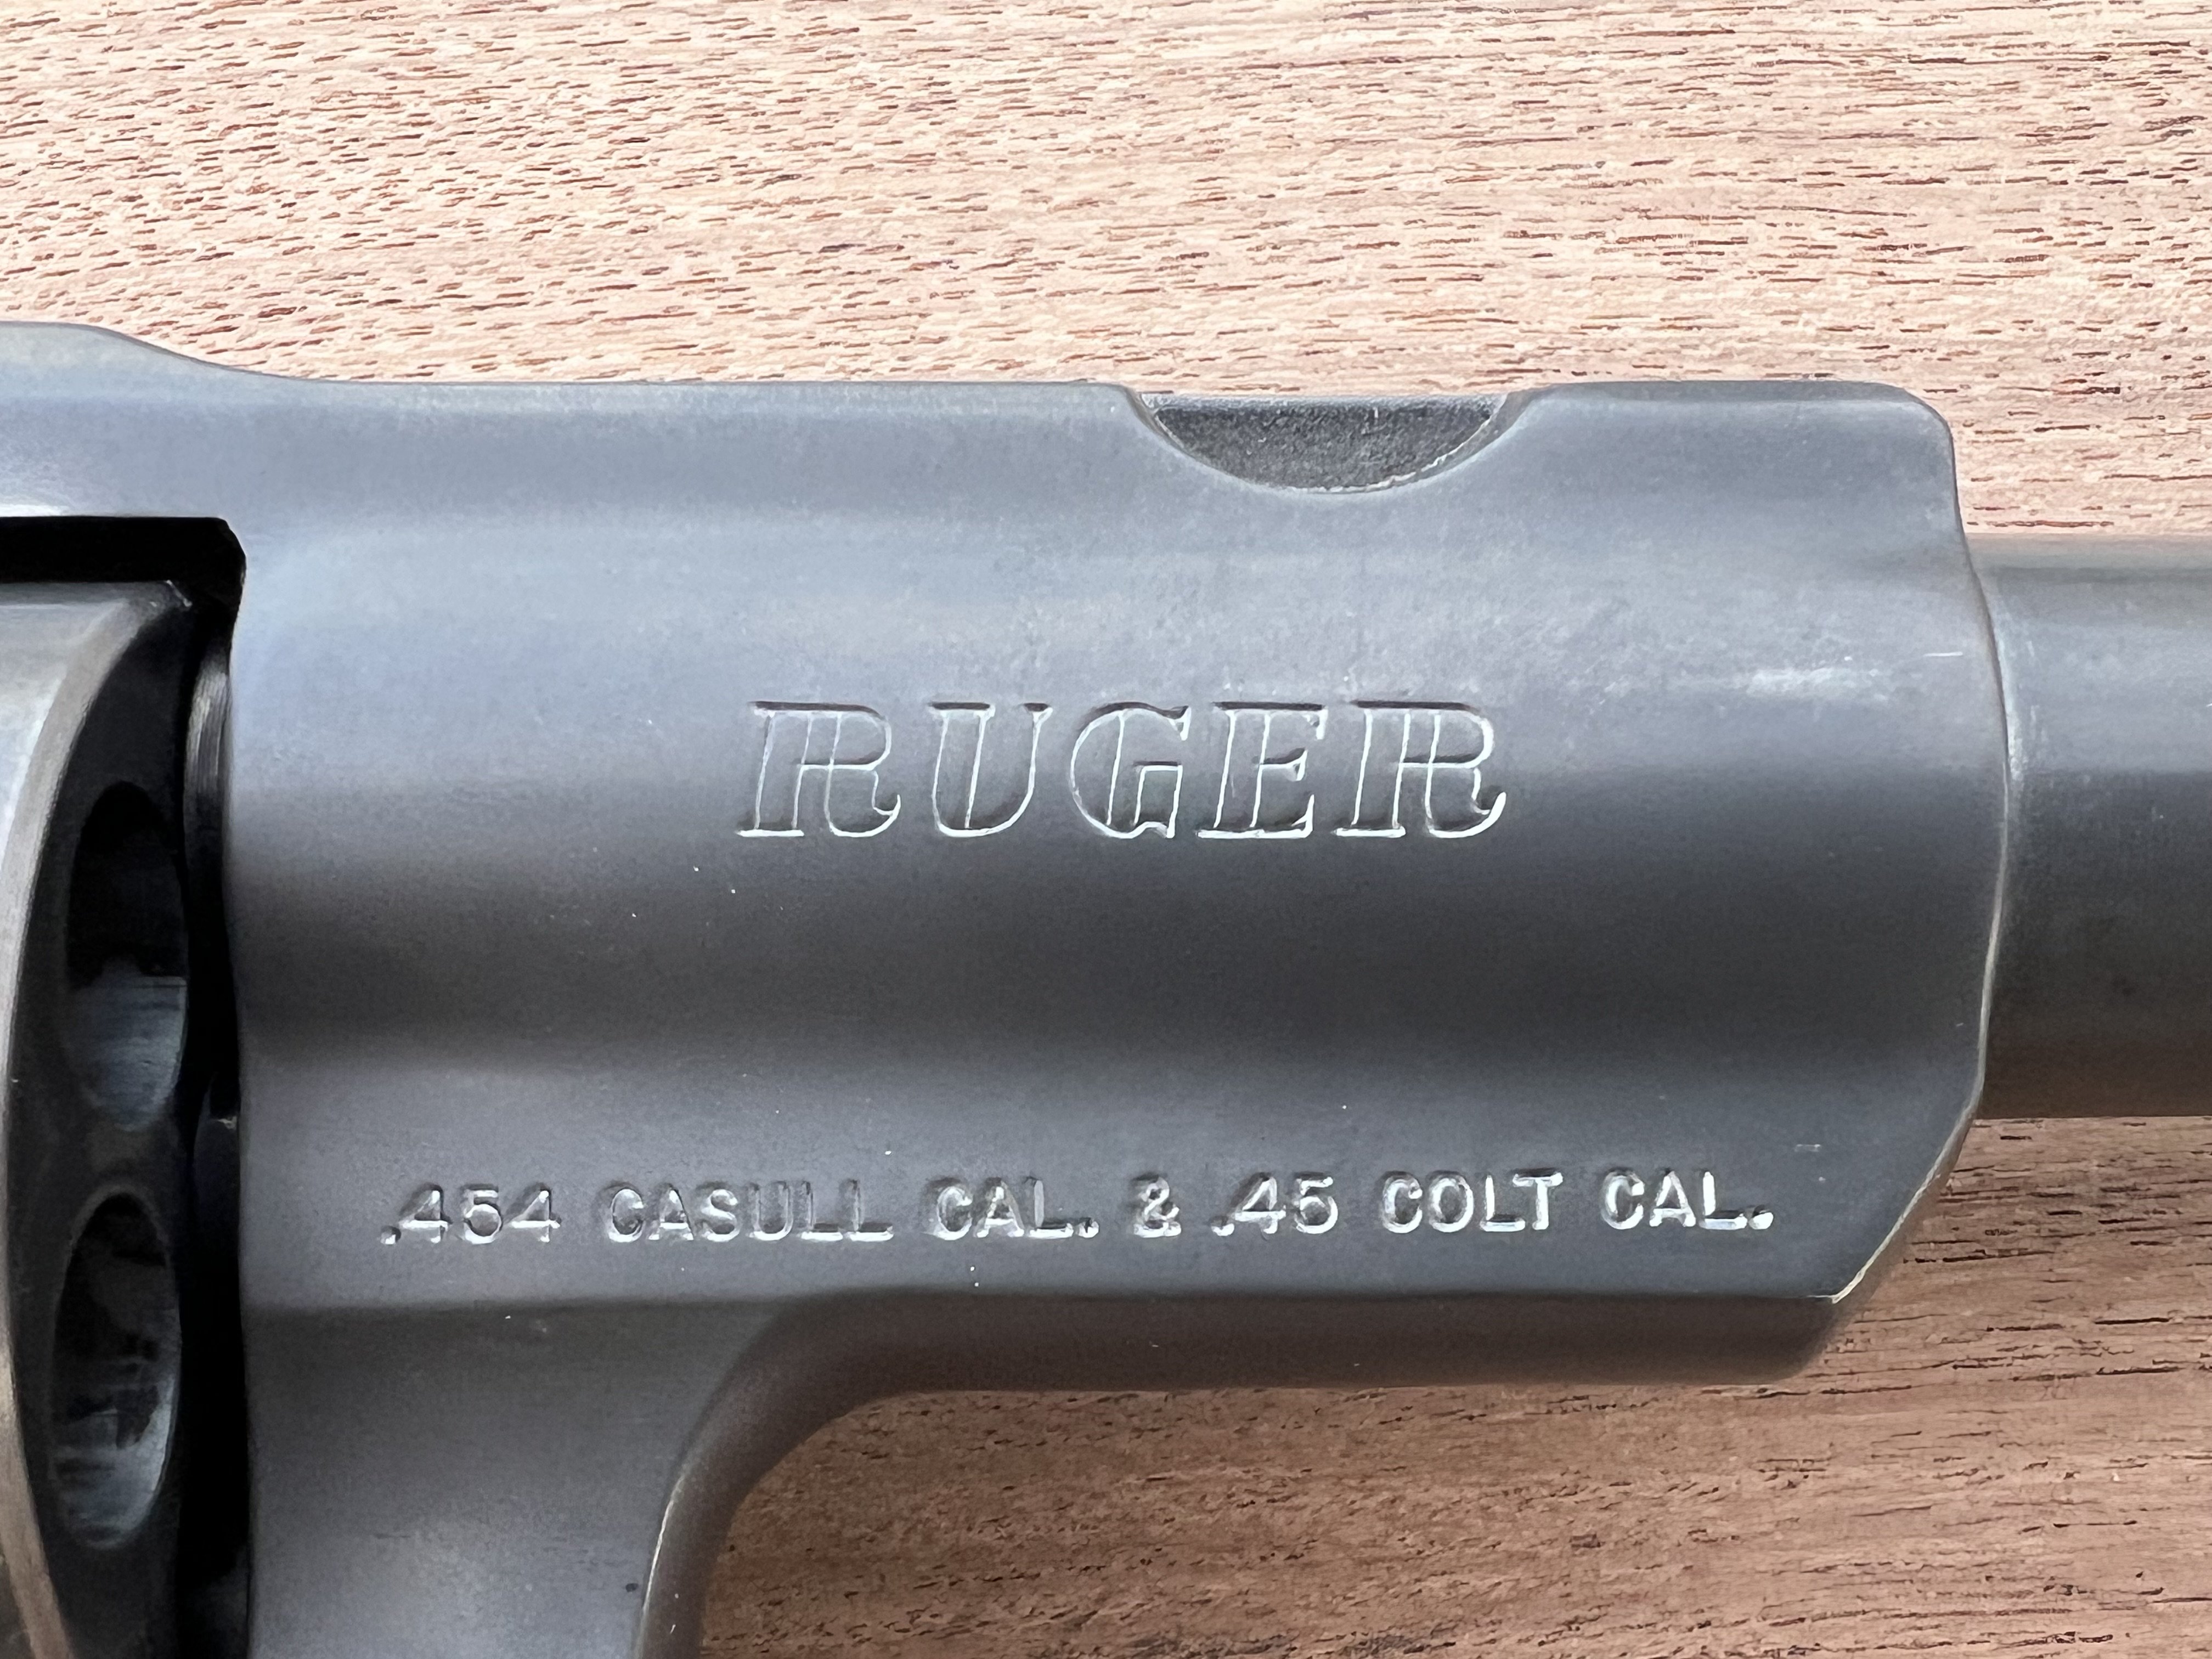 RUGER
.454 CASULL CAL. & .45 COLT CAL.